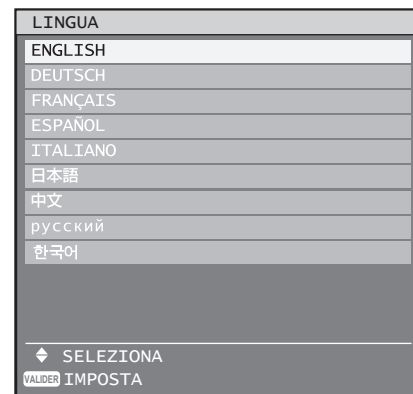 LINGUA
ENGLISH
DEUTSCH
FRANÇAIS
ESPAÑOL
ITALIANO
日本語
中文
русский
한국어
SELEZIONA
VALIDER IMPOSTA